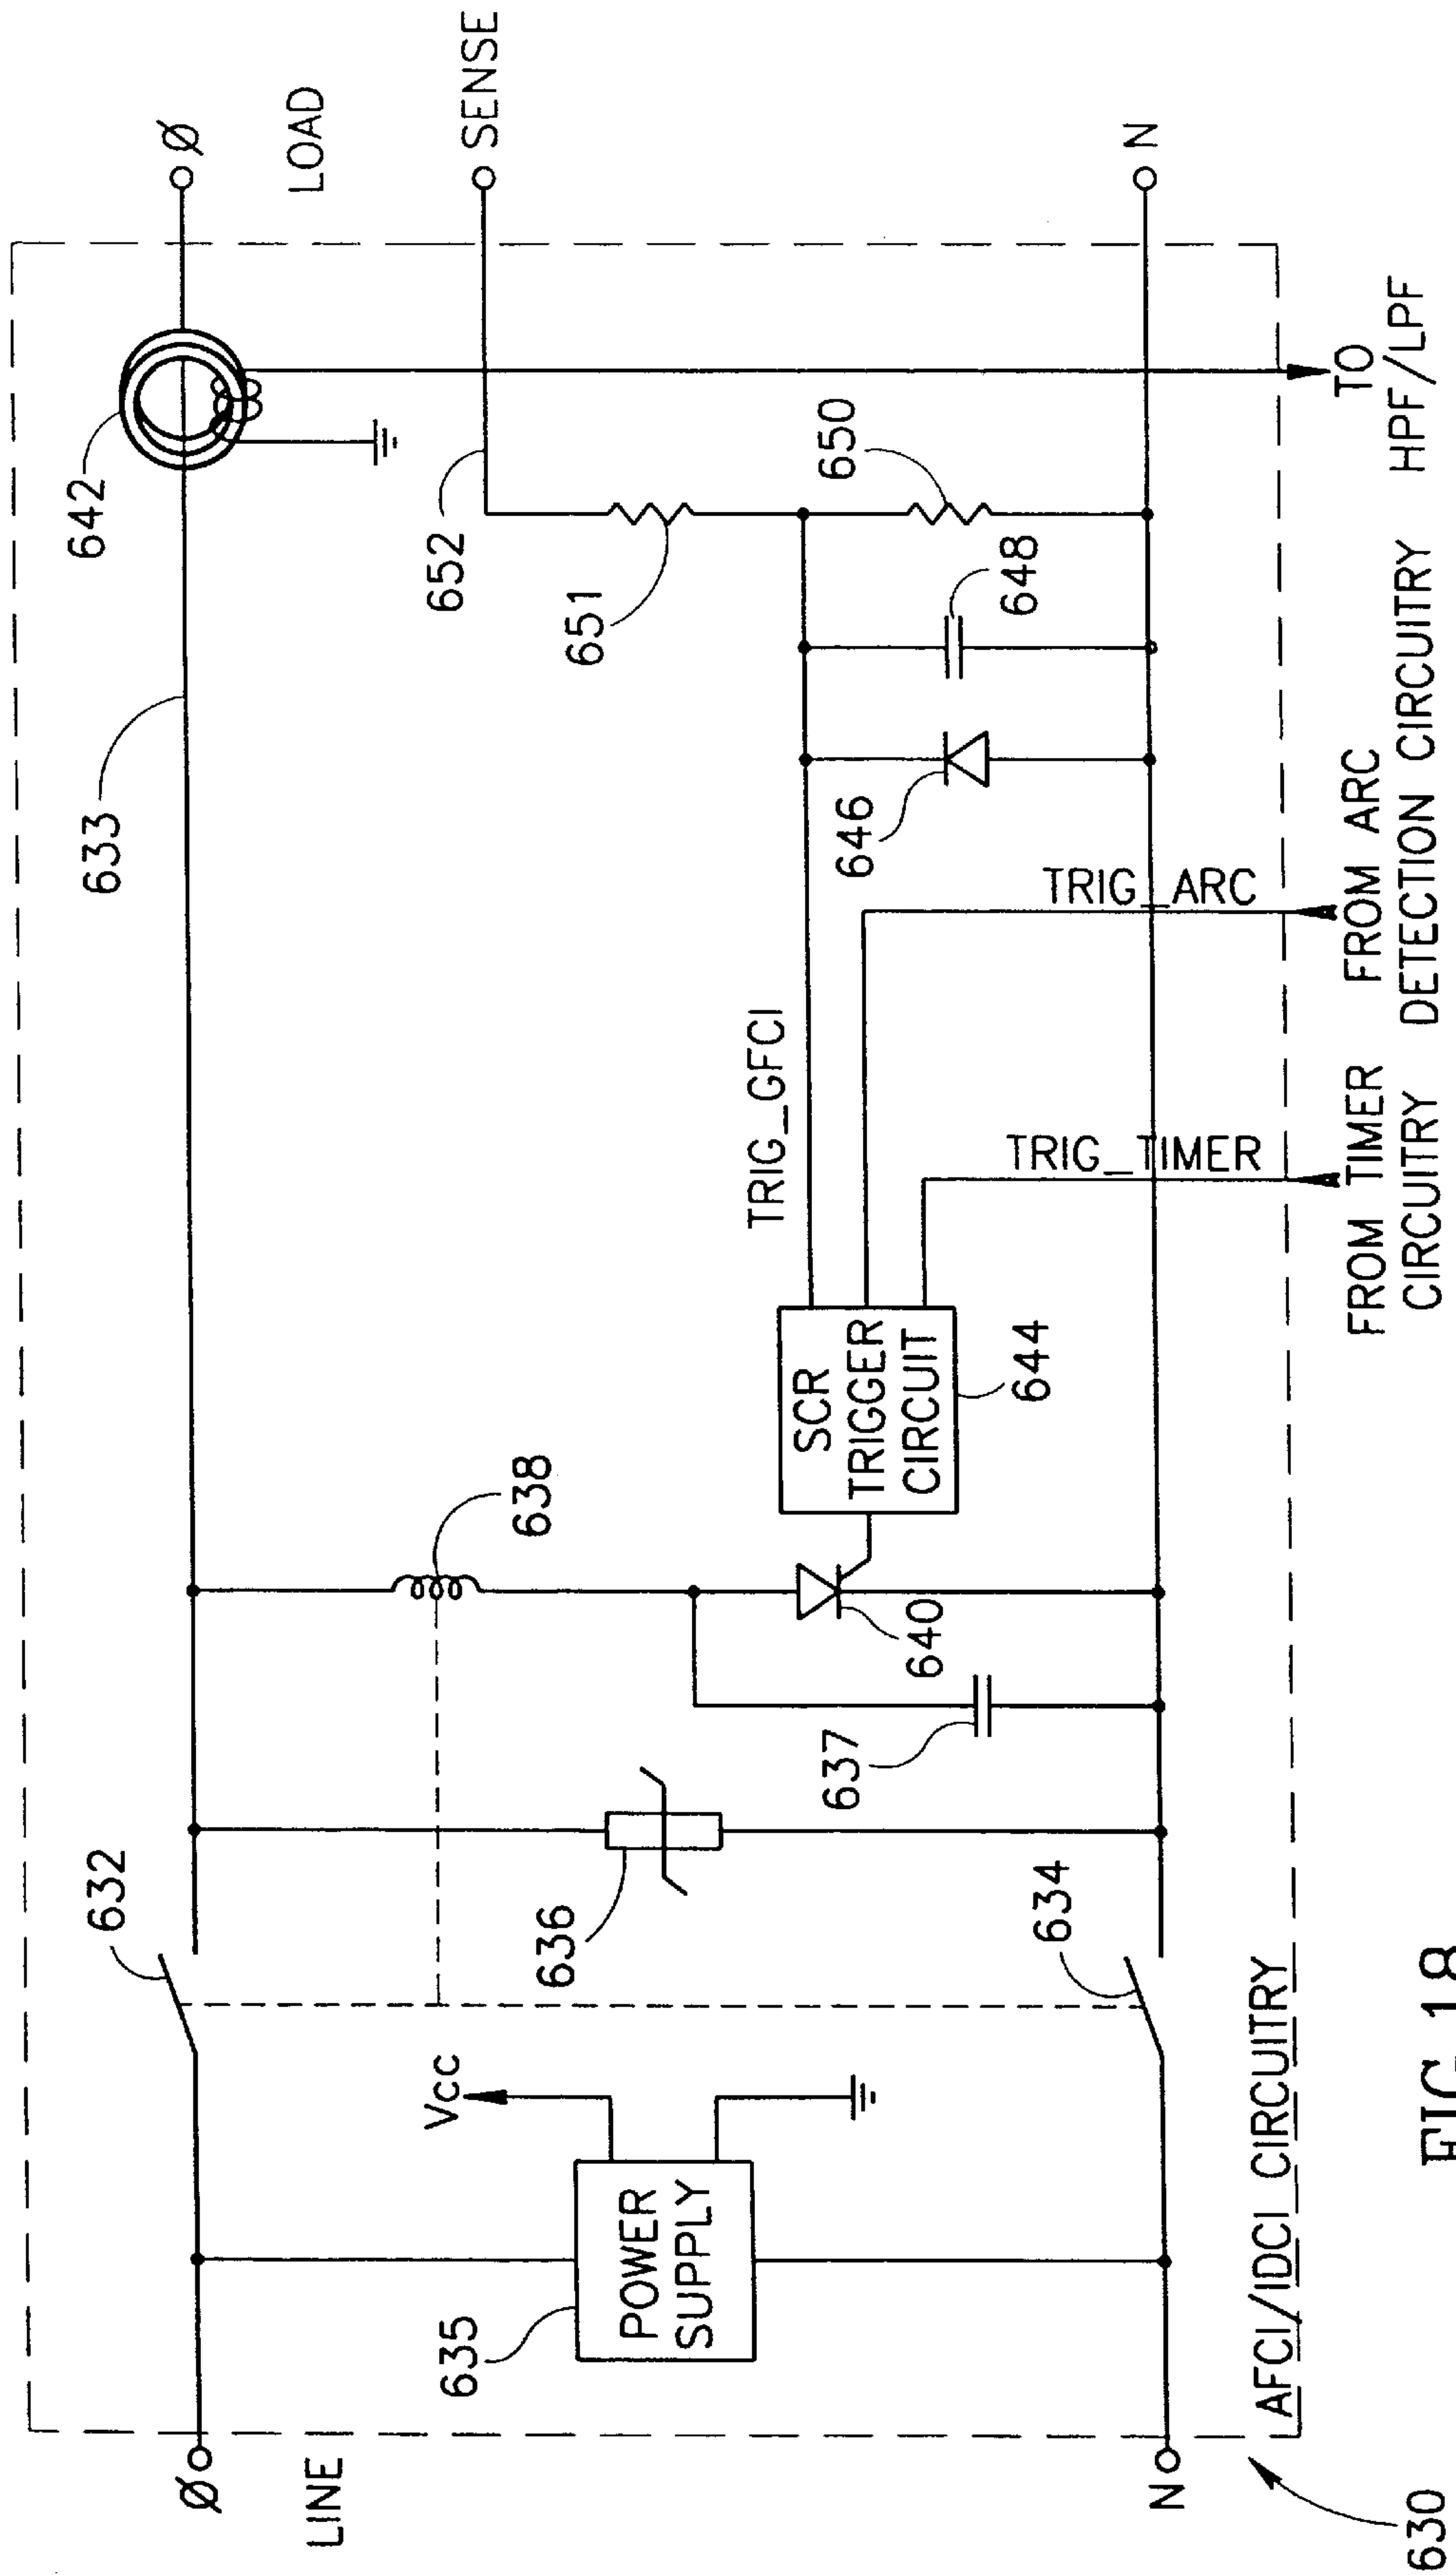 630
LINE
Ø
N
AFCI/IDCI CIRCUITRY
635
POWER
SUPPLY
Vcc
632
634
636
637
638
640
SCR
TRIGGER
CIRCUIT
644
TRIG_GFCI
TRIG_TIMER
TRIG_ARC
FROM TIMER
CIRCUITRY
FROM ARC
DETECTION CIRCUITRY
633
646
648
650
651
652
642
TO
HPF/LPF
Ø
LOAD
SENSE
N
FIG.18